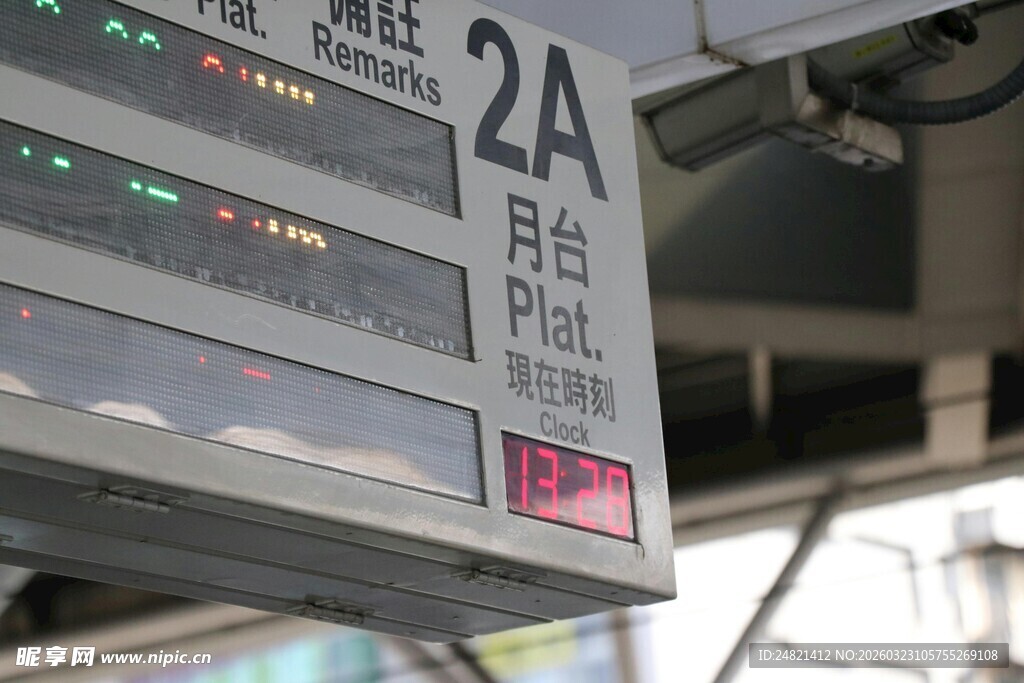 Plat.
備註
Remarks
2A
月台
Plat.
現在時刻
Clock
13:28
昵享网 www.nipic.cn
ID:24821412 NO:20260323105755269108